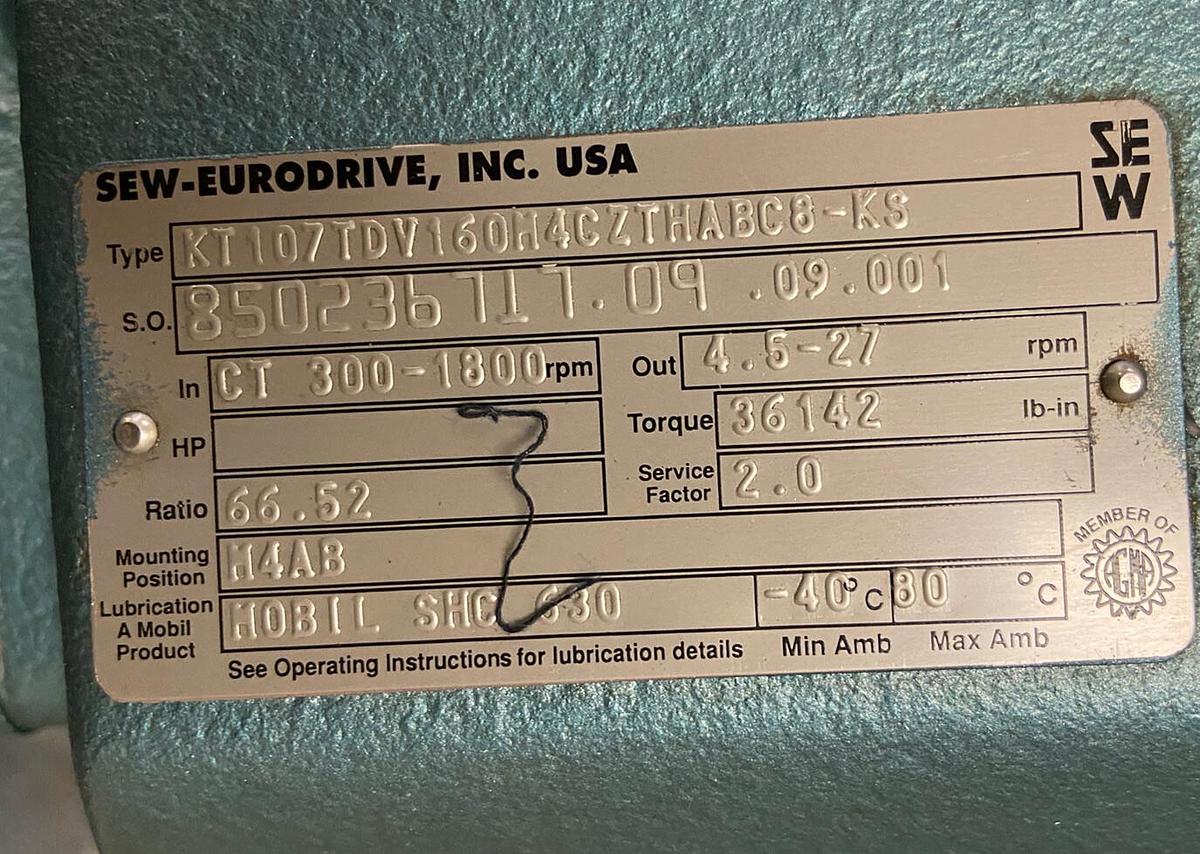 SEW-EURODRIVE, INC. USA
SEW
Type KT107TDV160M4CZTHABC8-KS
S.O. 850236717.09 .09.001
In CT 300-1800 rpm Out 4.5-27 rpm
HP Torque 36142 lb-in
Ratio 66.52 Service Factor 2.0
Mounting Position M4AB
MEMBER OF
AGMA
Lubrication A Mobil Product MOBIL SHC 630 -40°C 80 °C
See Operating Instructions for lubrication details Min Amb Max Amb